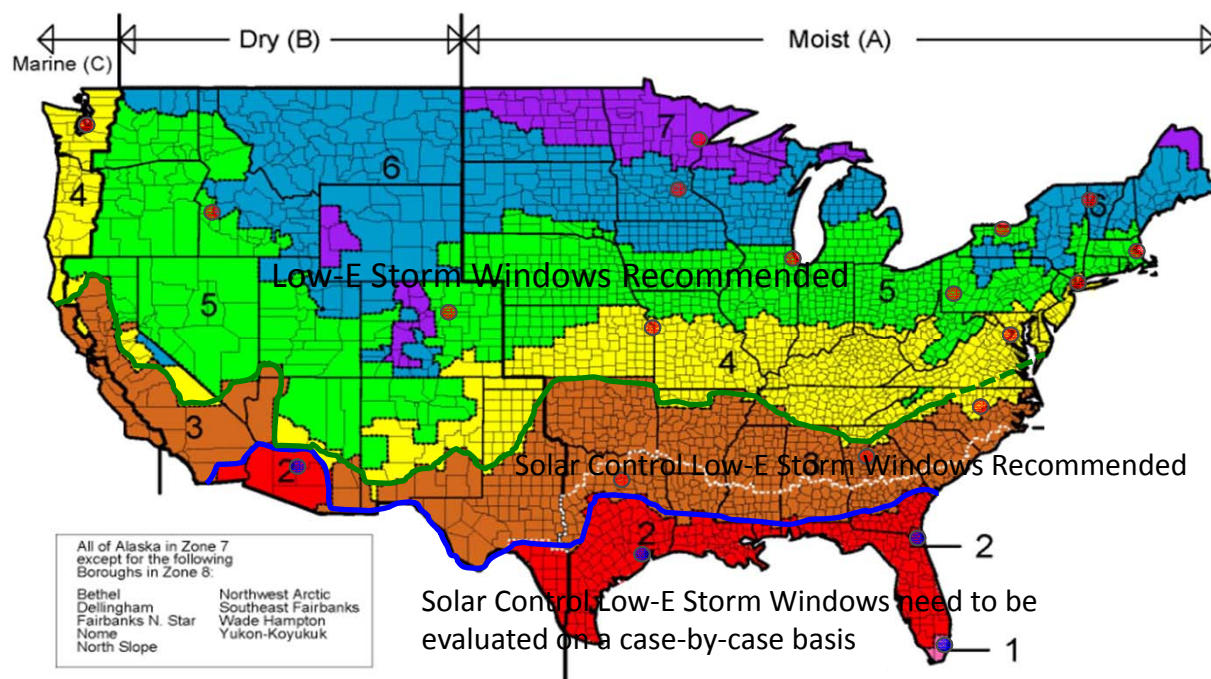 Dry (B)
Moist (A)
Marine (C)
7
6
4
6
Low-E Storm Windows Recommended
5
5
4
3
3
Solar Control Low-E Storm Windows Recommended
2
2
2
All of Alaska in Zone 7
except for the following
Boroughs in Zone 8:
Bethel
Northwest Arctic
Dellingham
Southeast Fairbanks
Fairbanks N. Star
Wade Hampton
Nome
Yukon-Koyukuk
North Slope
Solar Control Low-E Storm Windows need to be
evaluated on a case-by-case basis
1